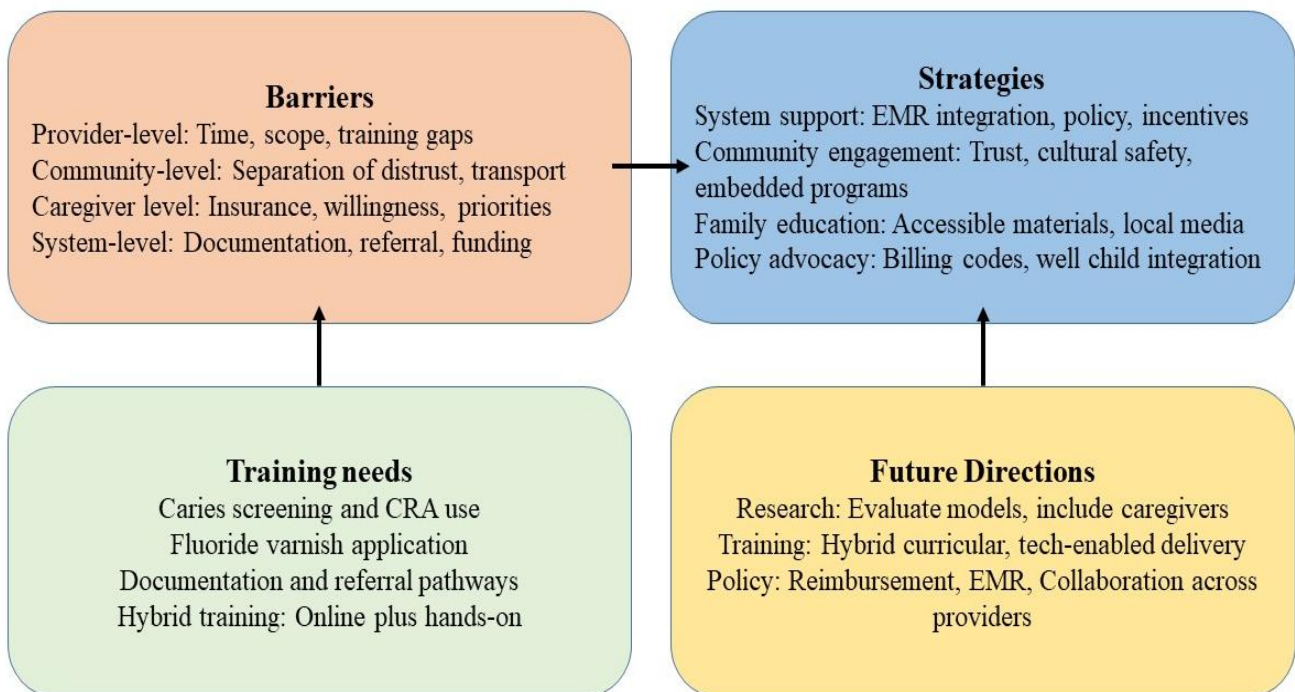 Barriers
Provider-level: Time, scope, training gaps
Community-level: Separation of distrust, transport
Caregiver level: Insurance, willingness, priorities
System-level: Documentation, referral, funding
Strategies
System support: EMR integration, policy, incentives
Community engagement: Trust, cultural safety,
embedded programs
Family education: Accessible materials, local media
Policy advocacy: Billing codes, well child integration
Training needs
Caries screening and CRA use
Fluoride varnish application
Documentation and referral pathways
Hybrid training: Online plus hands-on
Future Directions
Research: Evaluate models, include caregivers
Training: Hybrid curricular, tech-enabled delivery
Policy: Reimbursement, EMR, Collaboration across
providers